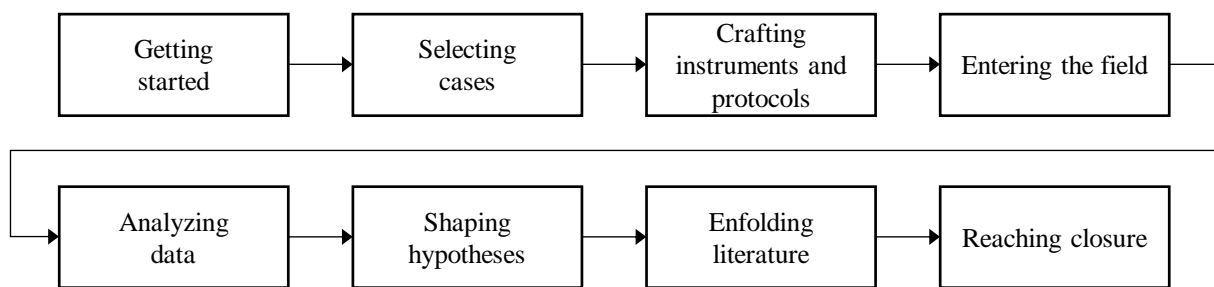 Getting
started
Selecting
cases
Crafting
instruments and
protocols
Entering the field
Analyzing
data
Shaping
hypotheses
Enfolding
literature
Reaching closure